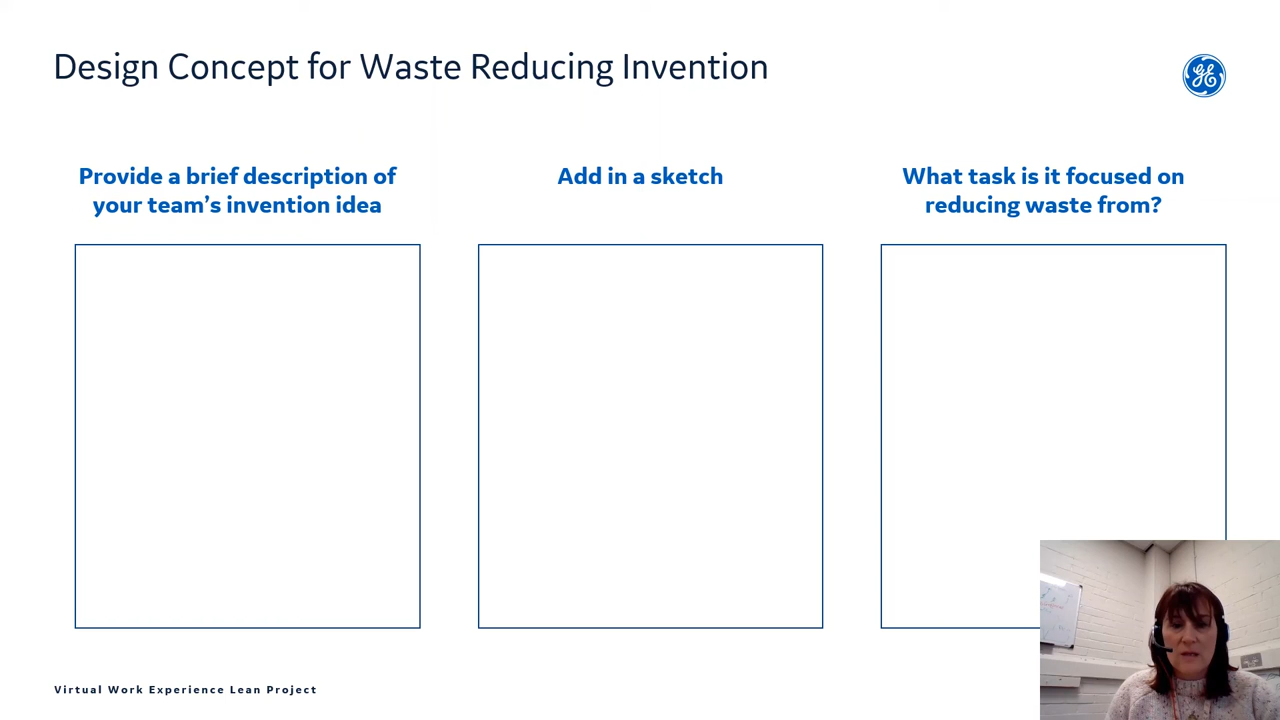 Design Concept for Waste Reducing Invention
GE
Provide a brief description of
your team’s invention idea
Add in a sketch
What task is it focused on
reducing waste from?
Virtual Work Experience Lean Project